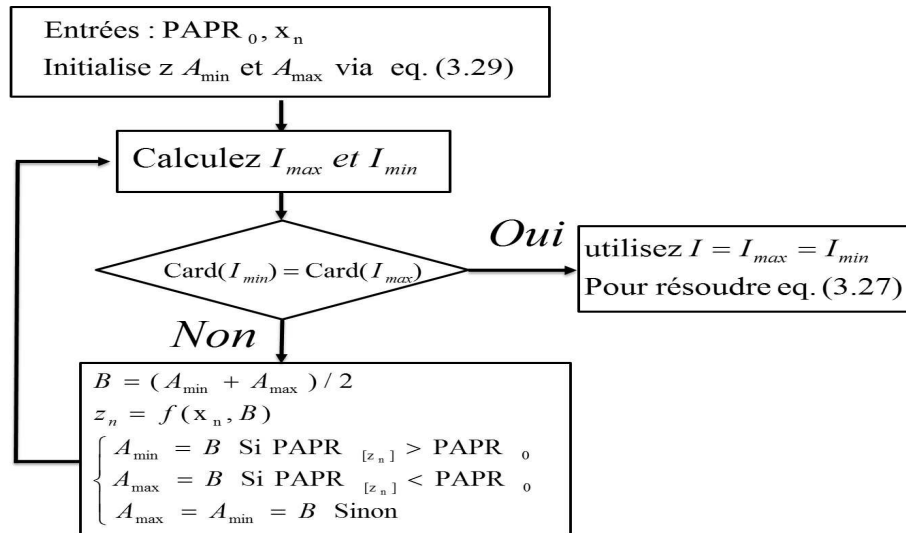 Entrées : PAPR 0, x n
Initialise z A min et A max via eq. (3.29)
Calculez I max et I min
Card(I min) = Card(I max)
Oui
utilisez I = I max = I min
Pour résoudre eq. (3.27)
Non
B = (A min + A max) / 2
z n = f (x n, B)
A min = B Si PAPR [z n] > PAPR 0
A max = B Si PAPR [z n] < PAPR 0
A max = A min = B Sinon